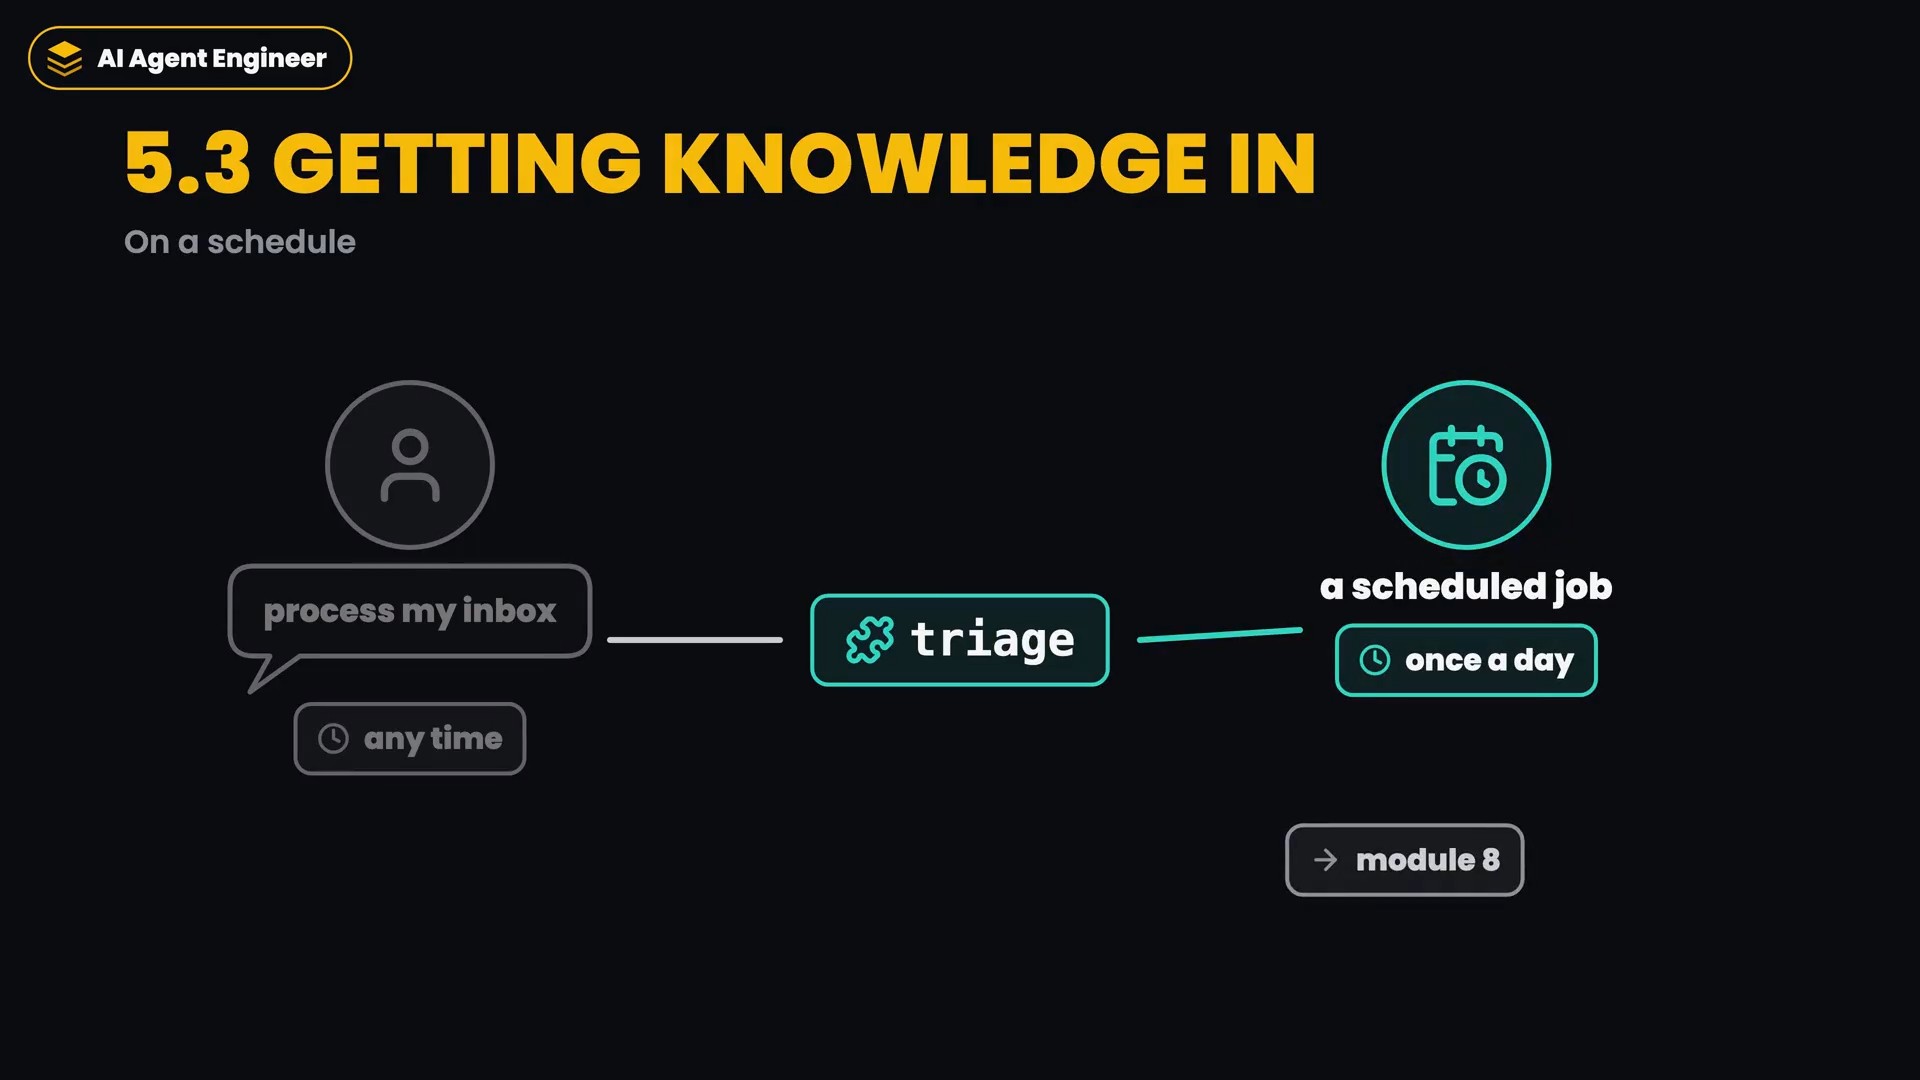 AI Agent Engineer
5.3 GETTING KNOWLEDGE IN
On a schedule
process my inbox
any time
triage
a scheduled job
once a day
module 8